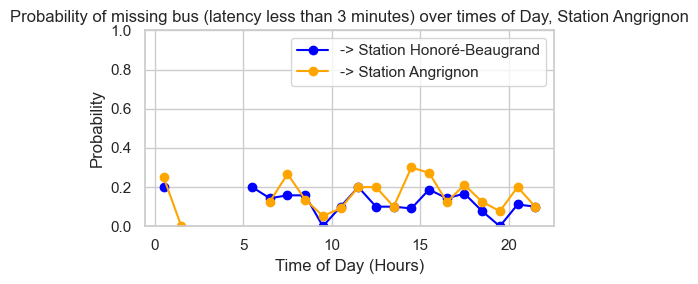 Probability of missing bus (latency less than 3 minutes) over times of Day, Station Angrignon
1.0
-> Station Honoré-Beaugrand
-> Station Angrignon
0.8
0.6
Probability
0.4
0.2
0.0
0 5 10 15 20
Time of Day (Hours)